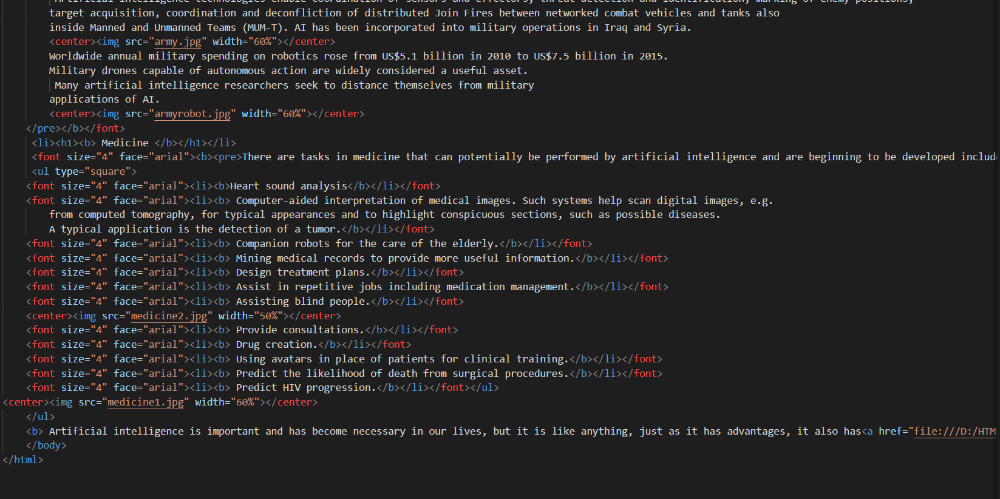 Artificial intelligence technologies enable coordination of sensors and effectors, threat detection and identification, marking of enemy positions,
target acquisition, coordination and deconfliction of distributed Join Fires between networked combat vehicles and tanks also
inside Manned and Unmanned Teams (MUM-T). AI has been incorporated into military operations in Iraq and Syria.
<center><img src="army.jpg" width="60%"></center>
Worldwide annual military spending on robotics rose from US$5.1 billion in 2010 to US$7.5 billion in 2015.
Military drones capable of autonomous action are widely considered a useful asset.
Many artificial intelligence researchers seek to distance themselves from military
applications of AI.
<center><img src="armyrobot.jpg" width="60%"></center>
</pre></b></font>
<li><h1><b> Medicine </b></h1></li>
<font size="4" face="arial"><b><pre>There are tasks in medicine that can potentially be performed by artificial intelligence and are beginning to be developed includ
<ul type="square">
<font size="4" face="arial"><li><b>Heart sound analysis</b></li></font>
<font size="4" face="arial"><li><b> Computer-aided interpretation of medical images. Such systems help scan digital images, e.g.
from computed tomography, for typical appearances and to highlight conspicuous sections, such as possible diseases.
A typical application is the detection of a tumor.</b></li></font>
<font size="4" face="arial"><li><b> Companion robots for the care of the elderly.</b></li></font>
<font size="4" face="arial"><li><b> Mining medical records to provide more useful information.</b></li></font>
<font size="4" face="arial"><li><b> Design treatment plans.</b></li></font>
<font size="4" face="arial"><li><b> Assist in repetitive jobs including medication management.</b></li></font>
<font size="4" face="arial"><li><b> Assisting blind people.</b></li></font>
<center><img src="medicine2.jpg" width="50%"></center>
<font size="4" face="arial"><li><b> Provide consultations.</b></li></font>
<font size="4" face="arial"><li><b> Drug creation.</b></li></font>
<font size="4" face="arial"><li><b> Using avatars in place of patients for clinical training.</b></li></font>
<font size="4" face="arial"><li><b> Predict the likelihood of death from surgical procedures.</b></li></font>
<font size="4" face="arial"><li><b> Predict HIV progression.</b></li></font></ul>
<center><img src="medicine1.jpg" width="60%"></center>
</ul>
<b> Artificial intelligence is important and has become necessary in our lives, but it is like anything, just as it has advantages, it also has<a href="file:///D:/HTM
</body>
</html>